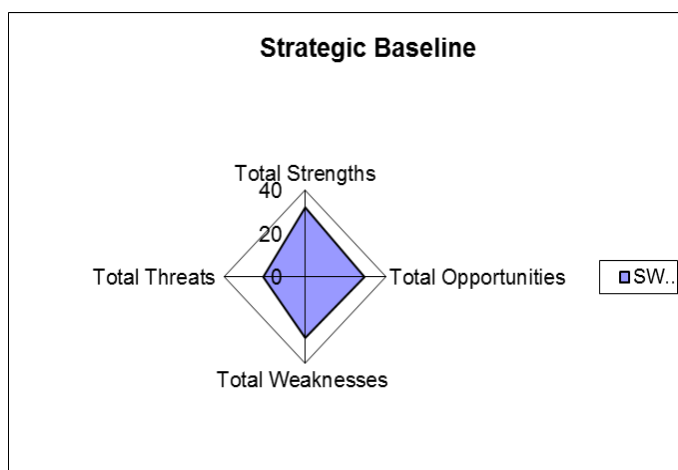 Strategic Baseline
Total Strengths
40
20
Total Threats
0
Total Opportunities
SW..
Total Weaknesses